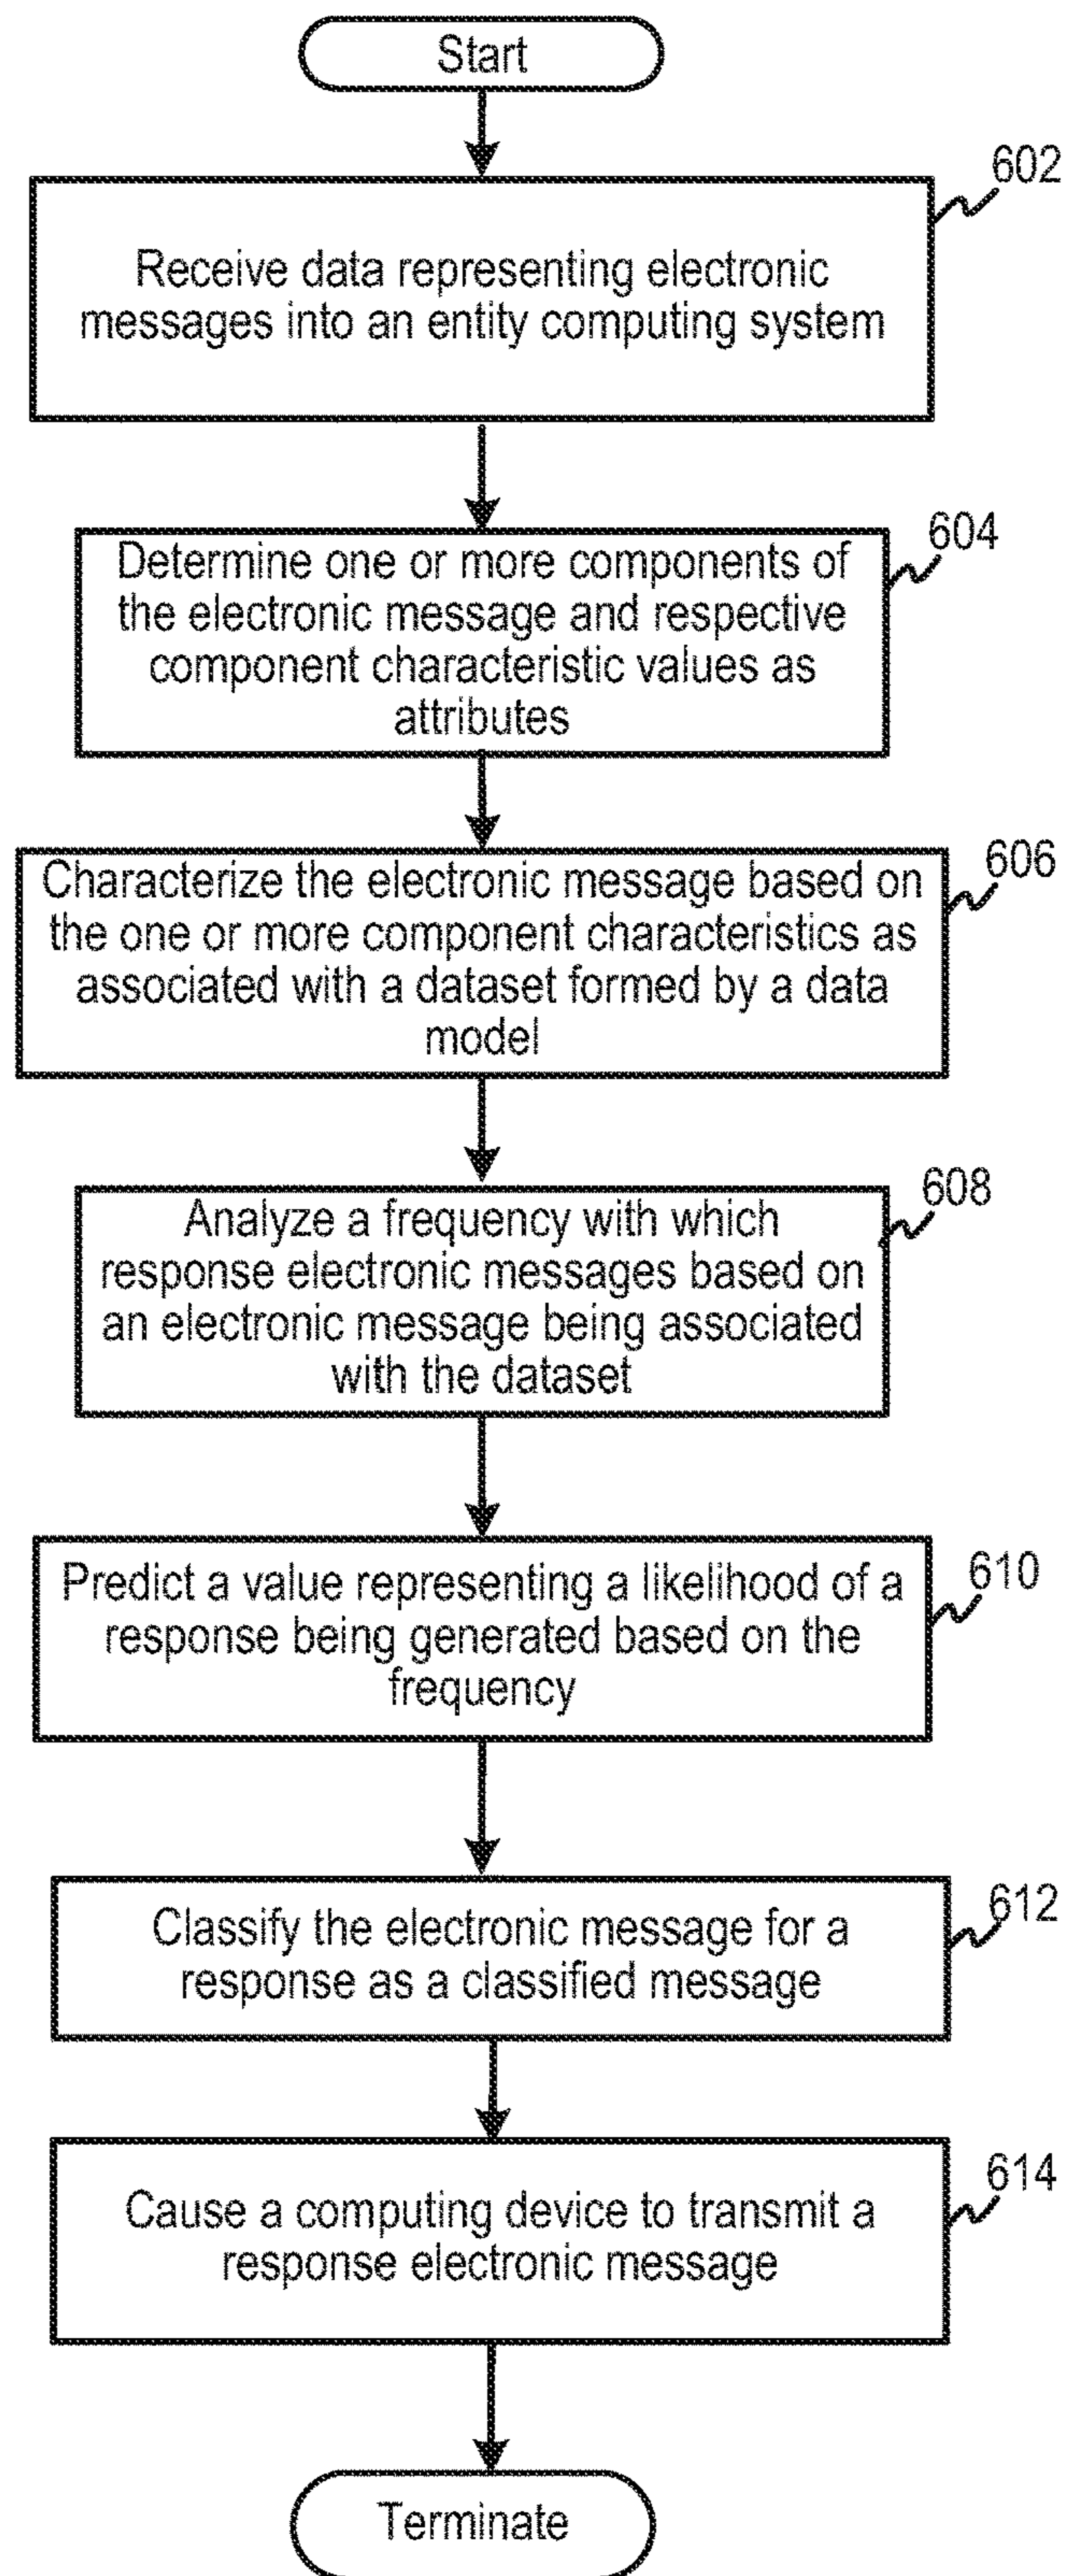 Start
602
Receive data representing electronic
messages into an entity computing system
604
Determine one or more components of
the electronic message and respective
component characteristic values as
attributes
606
Characterize the electronic message based on
the one or more component characteristics as
associated with a dataset formed by a data
model
608
Analyze a frequency with which
response electronic messages based on
an electronic message being associated
with the dataset
610
Predict a value representing a likelihood of a
response being generated based on the
frequency
612
Classify the electronic message for a
response as a classified message
614
Cause a computing device to transmit a
response electronic message
Terminate